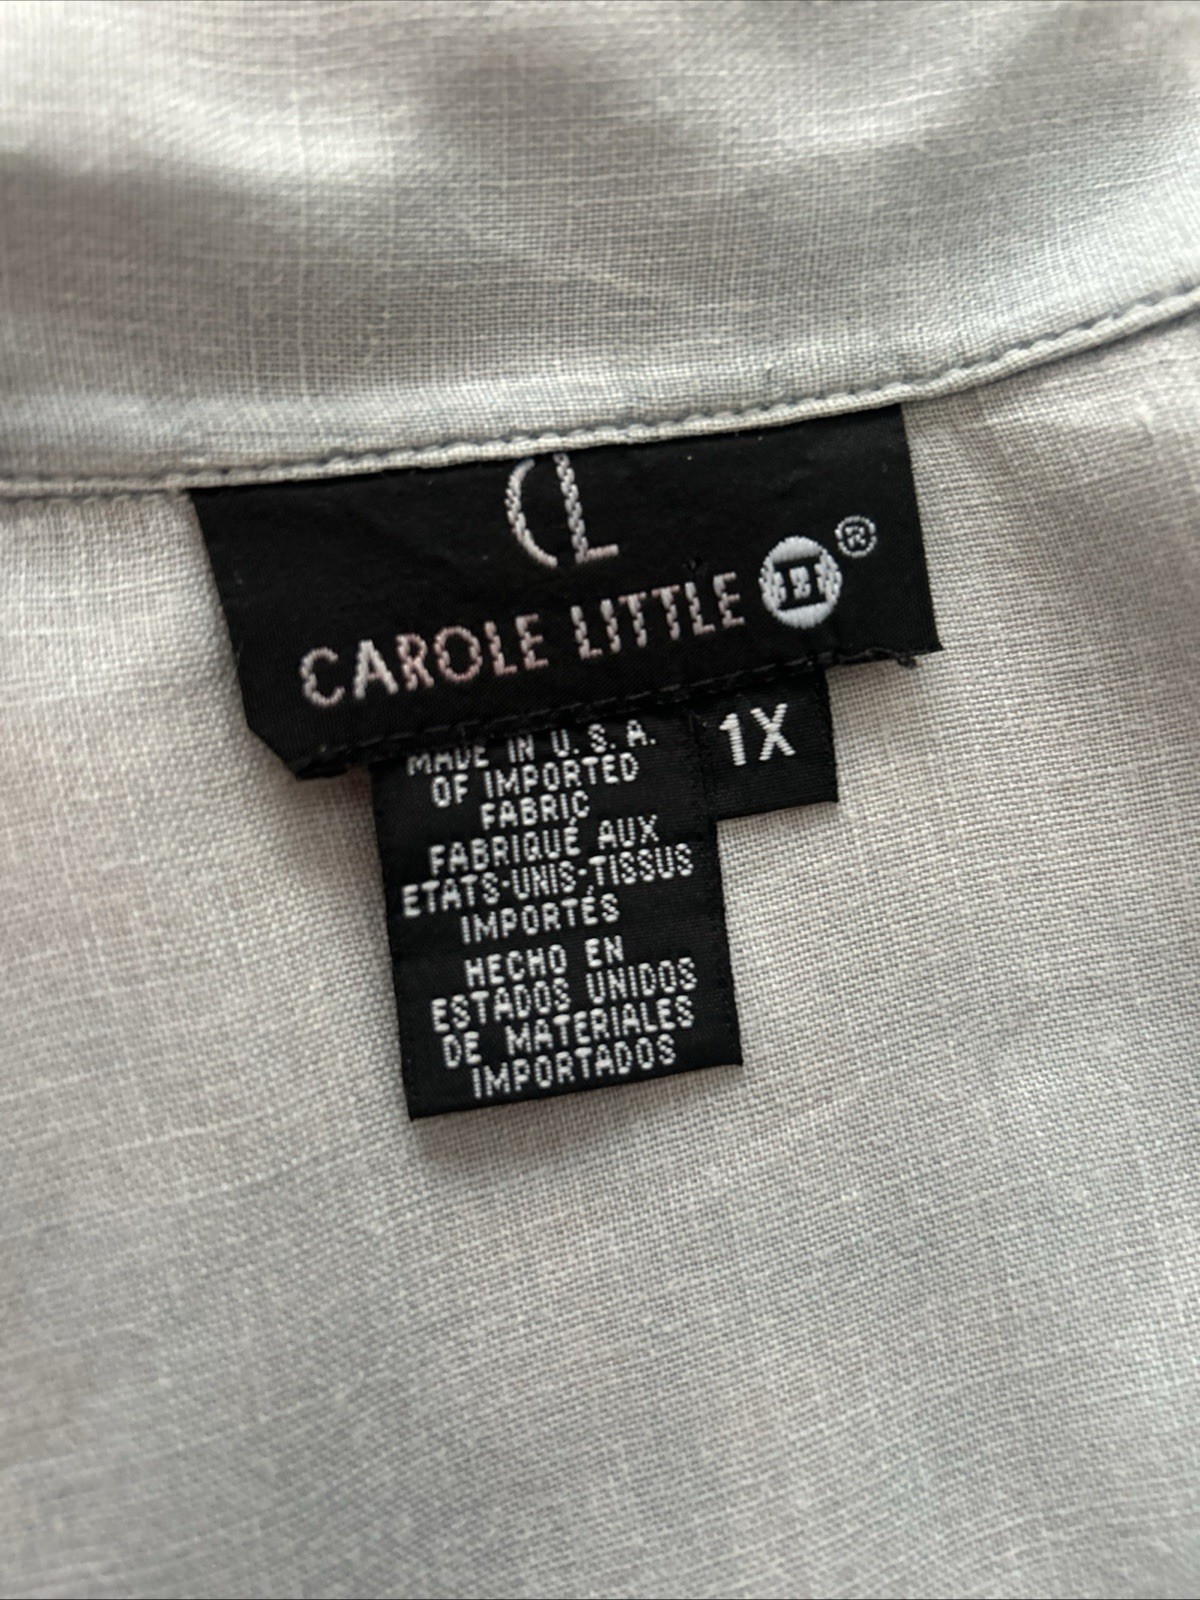 CL
CAROLE LITTLE II ®
1X
MADE IN U.S.A.
OF IMPORTED
FABRIC
FABRIQUÉ AUX
ETATS-UNIS-TISSUS
IMPORTÉS
HECHO EN
ESTADOS UNIDOS
DE MATERIALES
IMPORTADOS